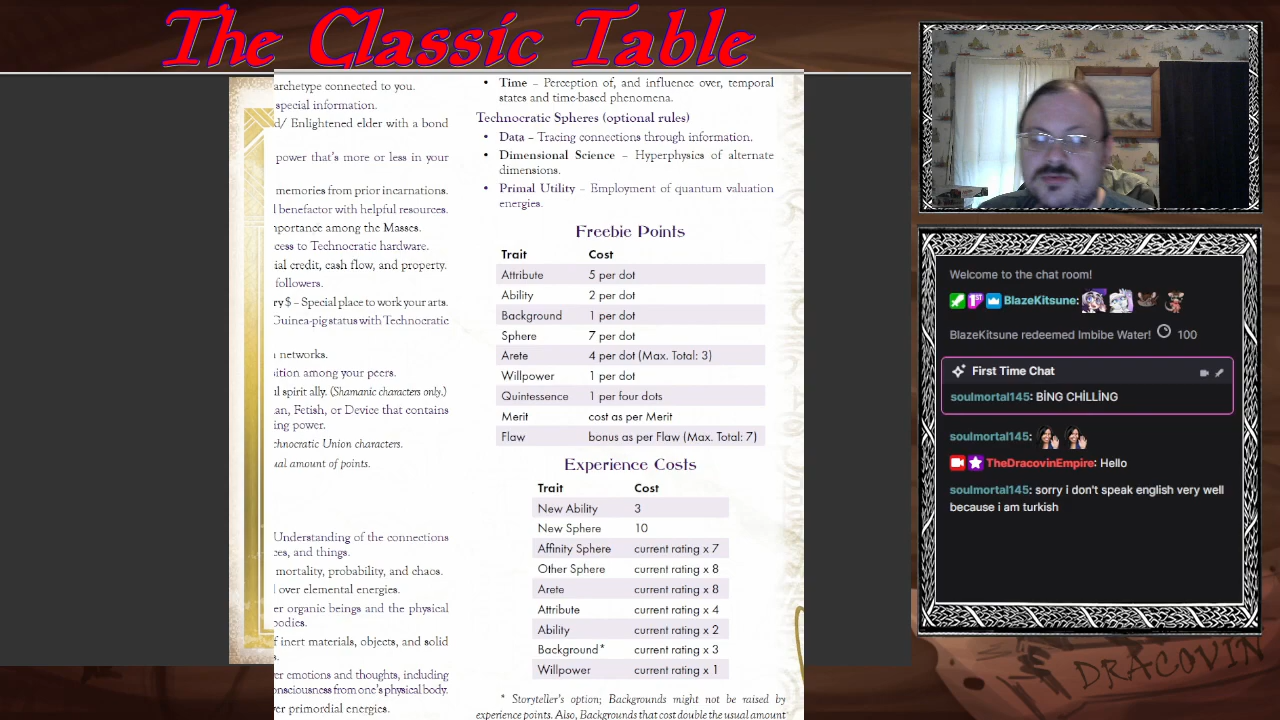 The Classic Table
archetype connected to you.
special information.
d/ Enlightened elder with a bond
power that's more or less in your
memories from prior incarnations.
l benefactor with helpful resources.
mportance among the Masses.
cess to Technocratic hardware.
ial credit, cash flow, and property.
followers.
ry $ – Special place to work your arts.
Guinea-pig status with Technocratic
networks.
ition among your peers.
al spirit ally. (Shamanic characters only.)
an, Fetish, or Device that contains
ing power.
chnocratic Union characters.
ual amount of points.
Understanding of the connections
ces, and things.
mortality, probability, and chaos.
l over elemental energies.
er organic beings and the physical
bodies.
f inert materials, objects, and solid
s.
er emotions and thoughts, including
onsciousness from one's physical body.
er primordial energies.
• Time – Perception of, and influence over, temporal
states and time-based phenomena.
Technocratic Spheres (optional rules)
• Data – Tracing connections through information.
• Dimensional Science – Hyperphysics of alternate
dimensions.
• Primal Utility – Employment of quantum valuation
energies.
Freebie Points
Trait Cost
Attribute 5 per dot
Ability 2 per dot
Background 1 per dot
Sphere 7 per dot
Arete 4 per dot (Max. Total: 3)
Willpower 1 per dot
Quintessence 1 per four dots
Merit cost as per Merit
Flaw bonus as per Flaw (Max. Total: 7)
Experience Costs
Trait Cost
New Ability 3
New Sphere 10
Affinity Sphere current rating x 7
Other Sphere current rating x 8
Arete current rating x 8
Attribute current rating x 4
Ability current rating x 2
Background* current rating x 3
Willpower current rating x 1
* Storyteller's option; Backgrounds might not be raised by
experience points. Also, Backgrounds that cost double the usual amount
Welcome to the chat room!
BlazeKitsune:
BlazeKitsune redeemed Imbibe Water! 100
First Time Chat
soulmortal145: BİNG CHİLLİNG
soulmortal145:
TheDracovinEmpire: Hello
soulmortal145: sorry i don't speak english very well
because i am turkish
DRACOVIN